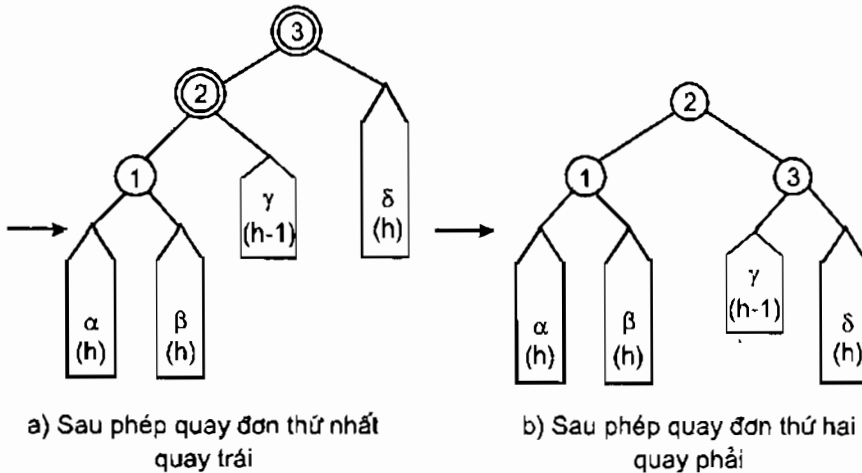 3
2
1
γ
(h-1)
δ
(h)
α
(h)
β
(h)
a) Sau phép quay đơn thứ nhất
quay trái
2
1
3
α
(h)
β
(h)
γ
(h-1)
δ
(h)
b) Sau phép quay đơn thứ hai
quay phải